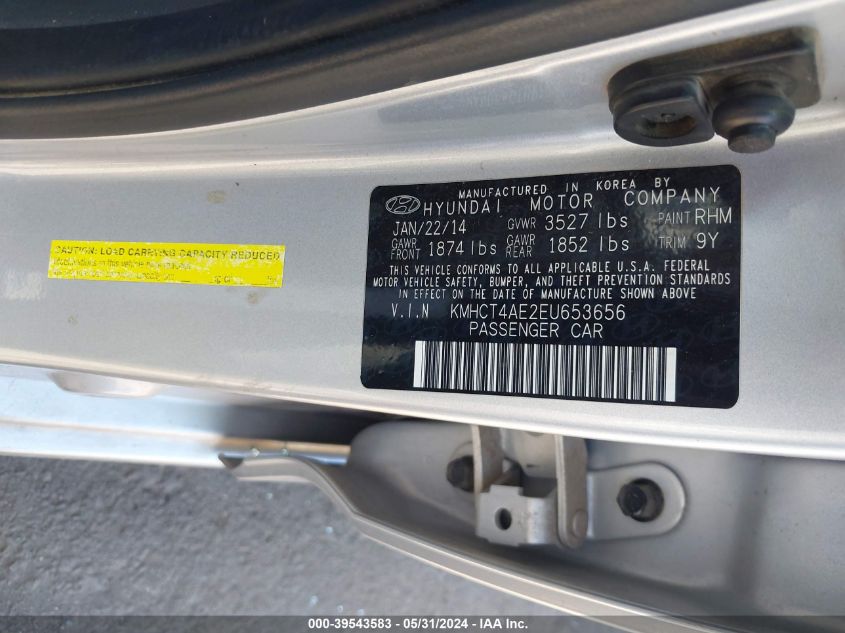 MANUFACTURED IN KOREA BY
HYUNDAI MOTOR COMPANY
JAN/22/14 GVWR 3527 lbs PAINT RHM
GAWR FRONT 1874 lbs GAWR REAR 1852 lbs TRIM 9Y
THIS VEHICLE CONFORMS TO ALL APPLICABLE U.S.A. FEDERAL
MOTOR VEHICLE SAFETY, BUMPER, AND THEFT PREVENTION STANDARDS
IN EFFECT ON THE DATE OF MANUFACTURE SHOWN ABOVE
V.I.N KMHCT4AE2EU653656
PASSENGER CAR
CAUTION: LOAD CARRYING CAPACITY REDUCED
000-39543583 / 05/31/2024 - IAA Inc.